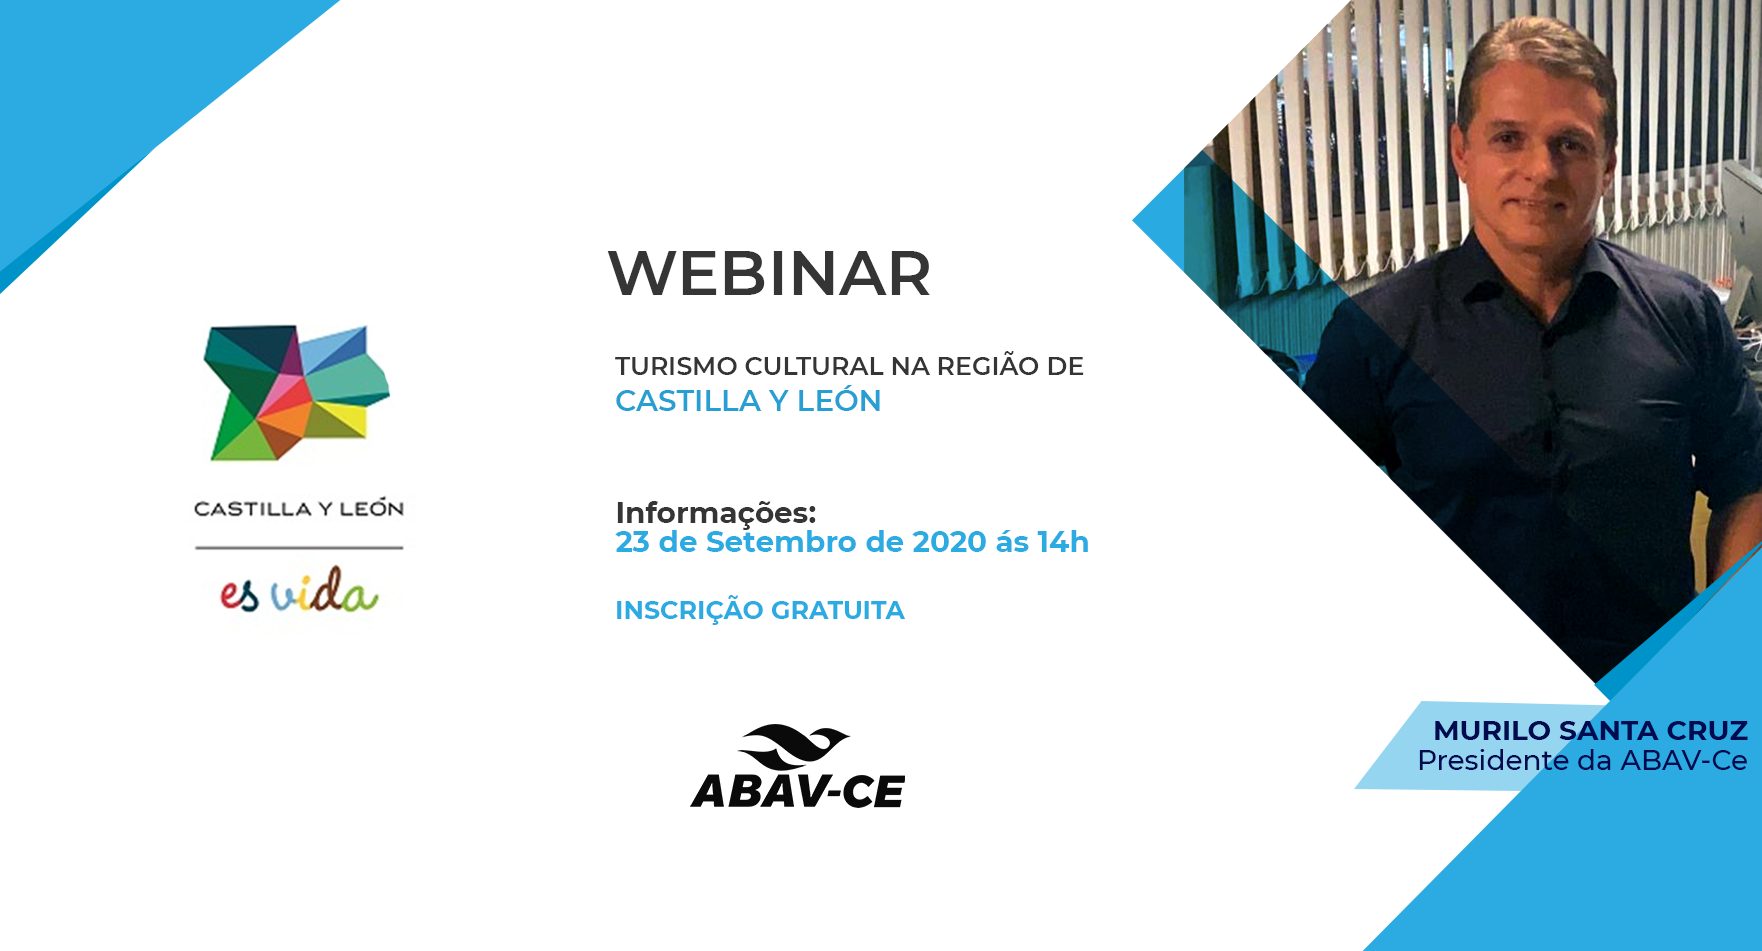 WEBINAR
TURISMO CULTURAL NA REGIÃO DE
CASTILLA Y LEÓN
Informações:
23 de Setembro de 2020 ás 14h
INSCRIÇÃO GRATUITA
CASTILLA Y LEÓN
es vida
ABAV-CE
MURILO SANTA CRUZ
Presidente da ABAV-Ce